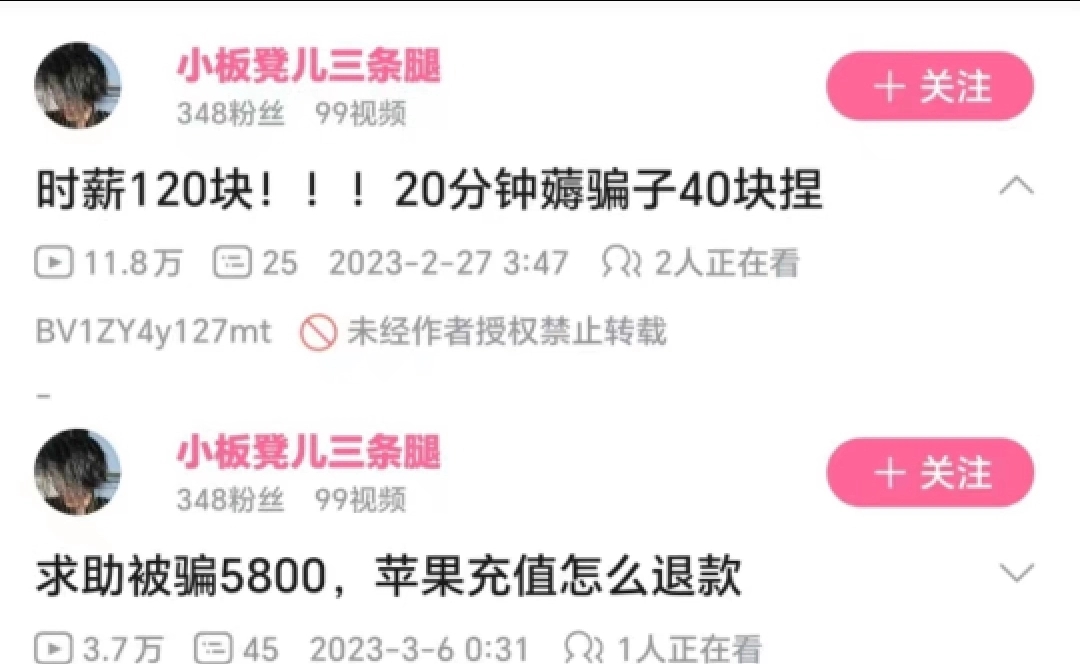 小板凳儿三条腿
348粉丝 99视频
+ 关注
时薪120块！！！20分钟薅骗子40块捏
11.8万 25 2023-2-27 3:47 2人正在看
BV1ZY4y127mt 未经作者授权禁止转载
-
小板凳儿三条腿
348粉丝 99视频
+ 关注
求助被骗5800，苹果充值怎么退款
3.7万 45 2023-3-6 0:31 1人正在看